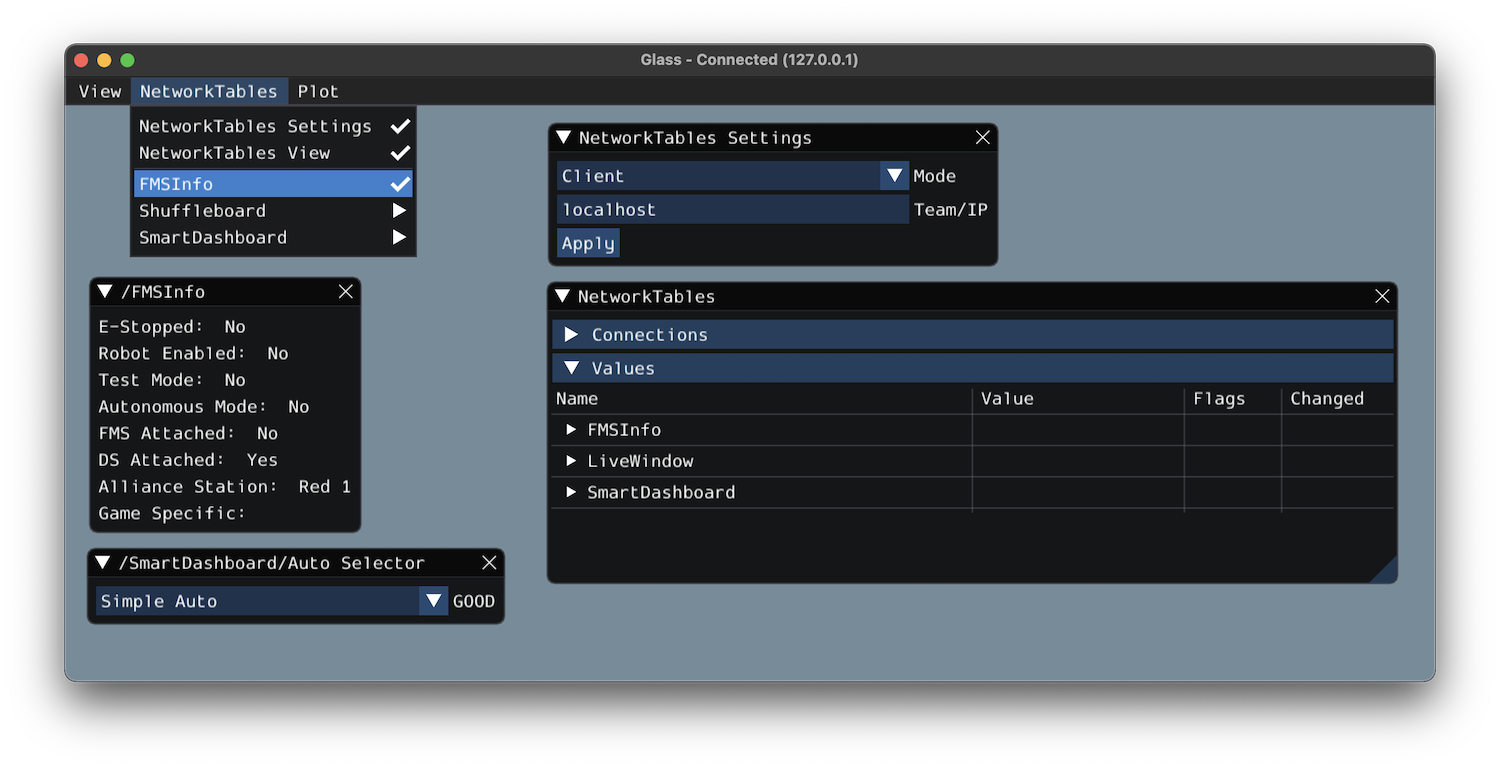 Glass - Connected (127.0.0.1)
View NetworkTables Plot
NetworkTables Settings
NetworkTables View
FMSInfo
Shuffleboard
SmartDashboard
NetworkTables Settings
Client Mode
localhost Team/IP
Apply
/FMSInfo
E-Stopped: No
Robot Enabled: No
Test Mode: No
Autonomous Mode: No
FMS Attached: No
DS Attached: Yes
Alliance Station: Red 1
Game Specific:
NetworkTables
Connections
Values
Name Value Flags Changed
FMSInfo
LiveWindow
SmartDashboard
/SmartDashboard/Auto Selector
Simple Auto GOOD